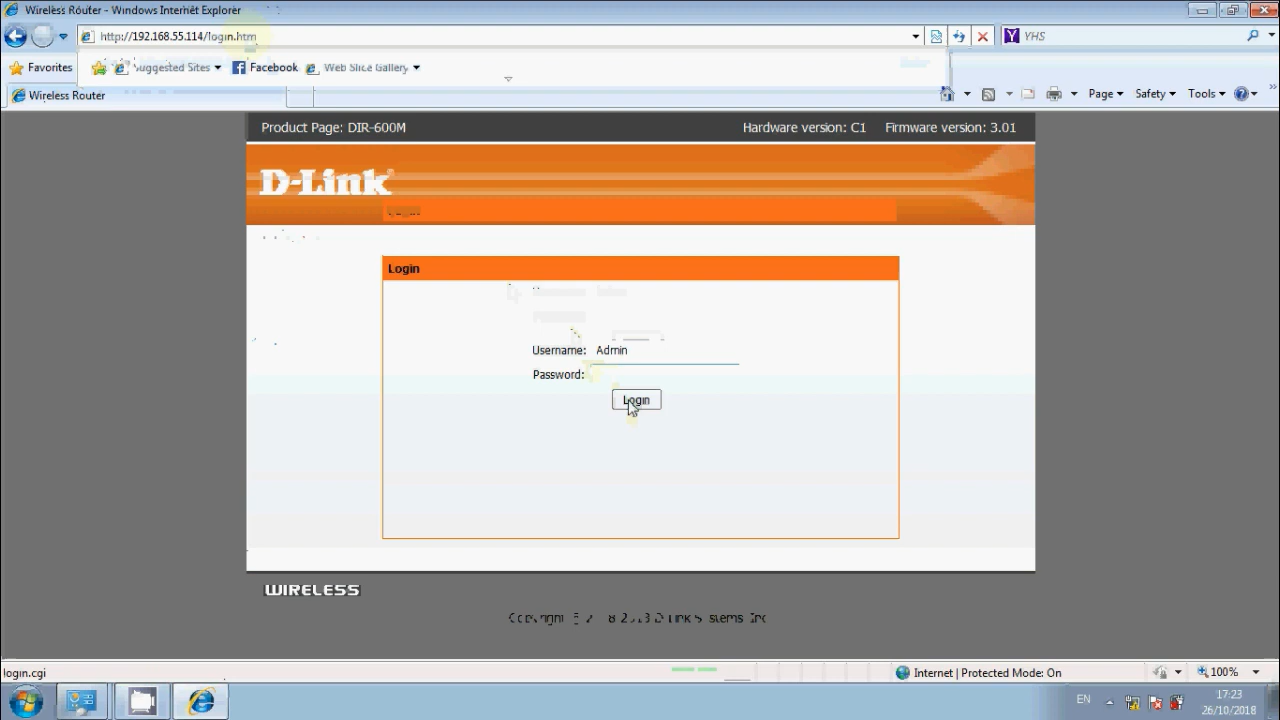 Wireless Router - Windows Internet Explorer
http://192.168.55.114/login.htm
YHS
Favorites Suggested Sites Facebook Web Slice Gallery
Wireless Router
Page Safety Tools
Product Page: DIR-600M Hardware version: C1 Firmware version: 3.01
D-Link
Login
Username: Admin
Password:
Login
WIRELESS
login.cgi Internet | Protected Mode: On 100%
EN 17:23
26/10/2018